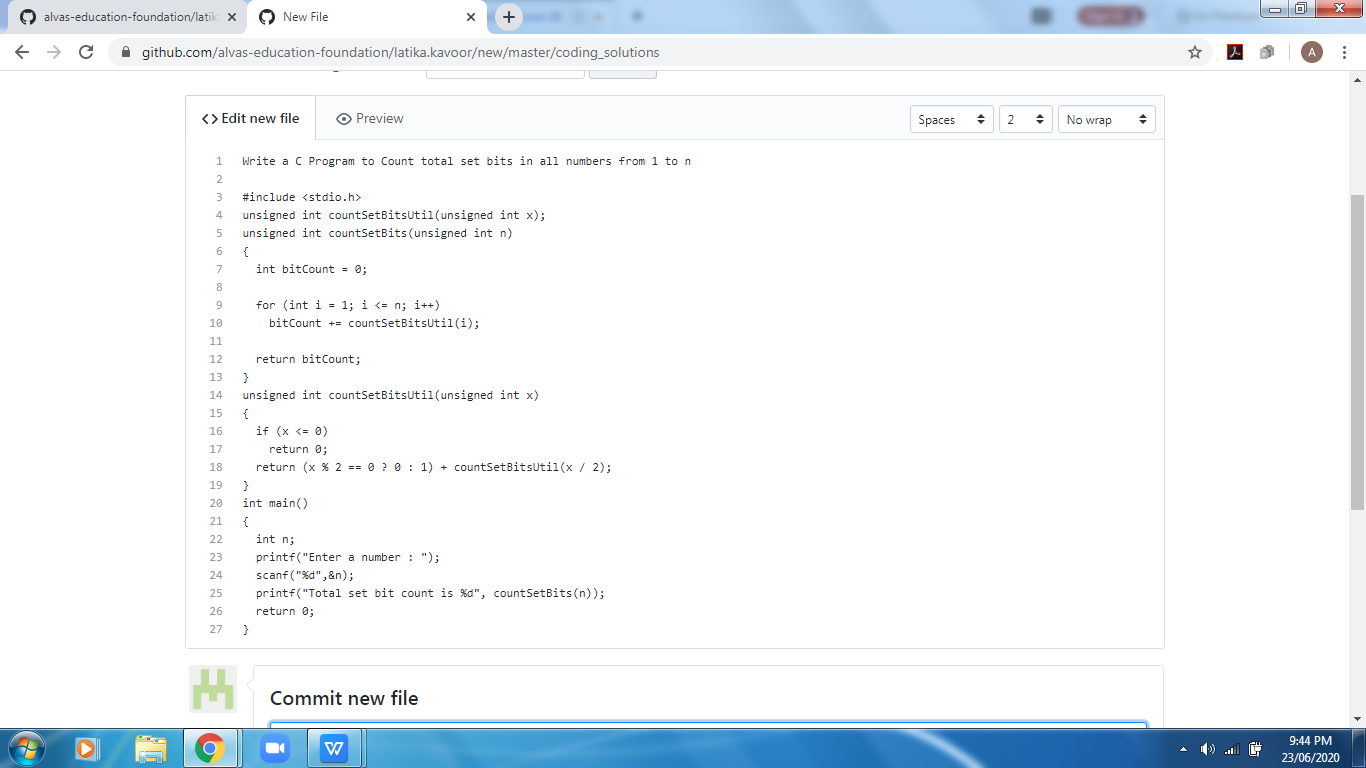 alvas-education-foundation/latik
New File
github.com/alvas-education-foundation/latika.kavoor/new/master/coding_solutions
A
Edit new file
Preview
Spaces
2
No wrap
1 Write a C Program to Count total set bits in all numbers from 1 to n
2
3 #include <stdio.h>
4 unsigned int countSetBitsUtil(unsigned int x);
5 unsigned int countSetBits(unsigned int n)
6 {
7   int bitCount = 0;
8
9   for (int i = 1; i <= n; i++)
10     bitCount += countSetBitsUtil(i);
11
12   return bitCount;
13 }
14 unsigned int countSetBitsUtil(unsigned int x)
15 {
16   if (x <= 0)
17     return 0;
18   return (x % 2 == 0 ? 0 : 1) + countSetBitsUtil(x / 2);
19 }
20 int main()
21 {
22   int n;
23   printf("Enter a number : ");
24   scanf("%d",&n);
25   printf("Total set bit count is %d", countSetBits(n));
26   return 0;
27 }
Commit new file
W
9:44 PM
23/06/2020